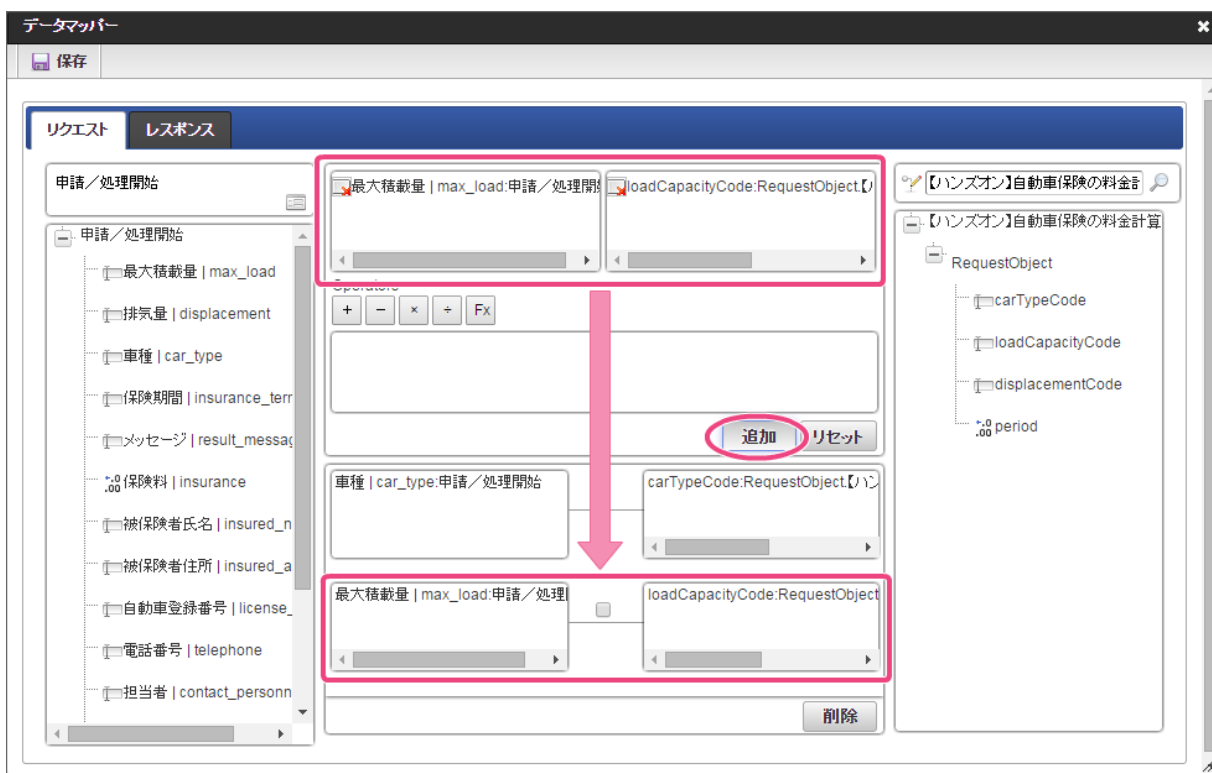 データマッパー
保存
リクエスト
レスポンス
申請／処理開始
申請／処理開始
最大積載量 | max_load
排気量 | displacement
車種 | car_type
保険期間 | insurance_terr
メッセージ | result_messag
保険料 | insurance
被保険者氏名 | insured_n
被保険者住所 | insured_a
自動車登録番号 | license_
電話番号 | telephone
担当者 | contact_personn
最大積載量 | max_load:申請／処理開
loadCapacityCode:RequestObject.【ハ
Operators
+ − × ÷ Fx
追加
リセット
車種 | car_type:申請／処理開始
carTypeCode:RequestObject.【ハン
最大積載量 | max_load:申請／処理
loadCapacityCode:RequestObject
削除
【ハンズオン】自動車保険の料金計
【ハンズオン】自動車保険の料金計算
RequestObject
carTypeCode
loadCapacityCode
displacementCode
period